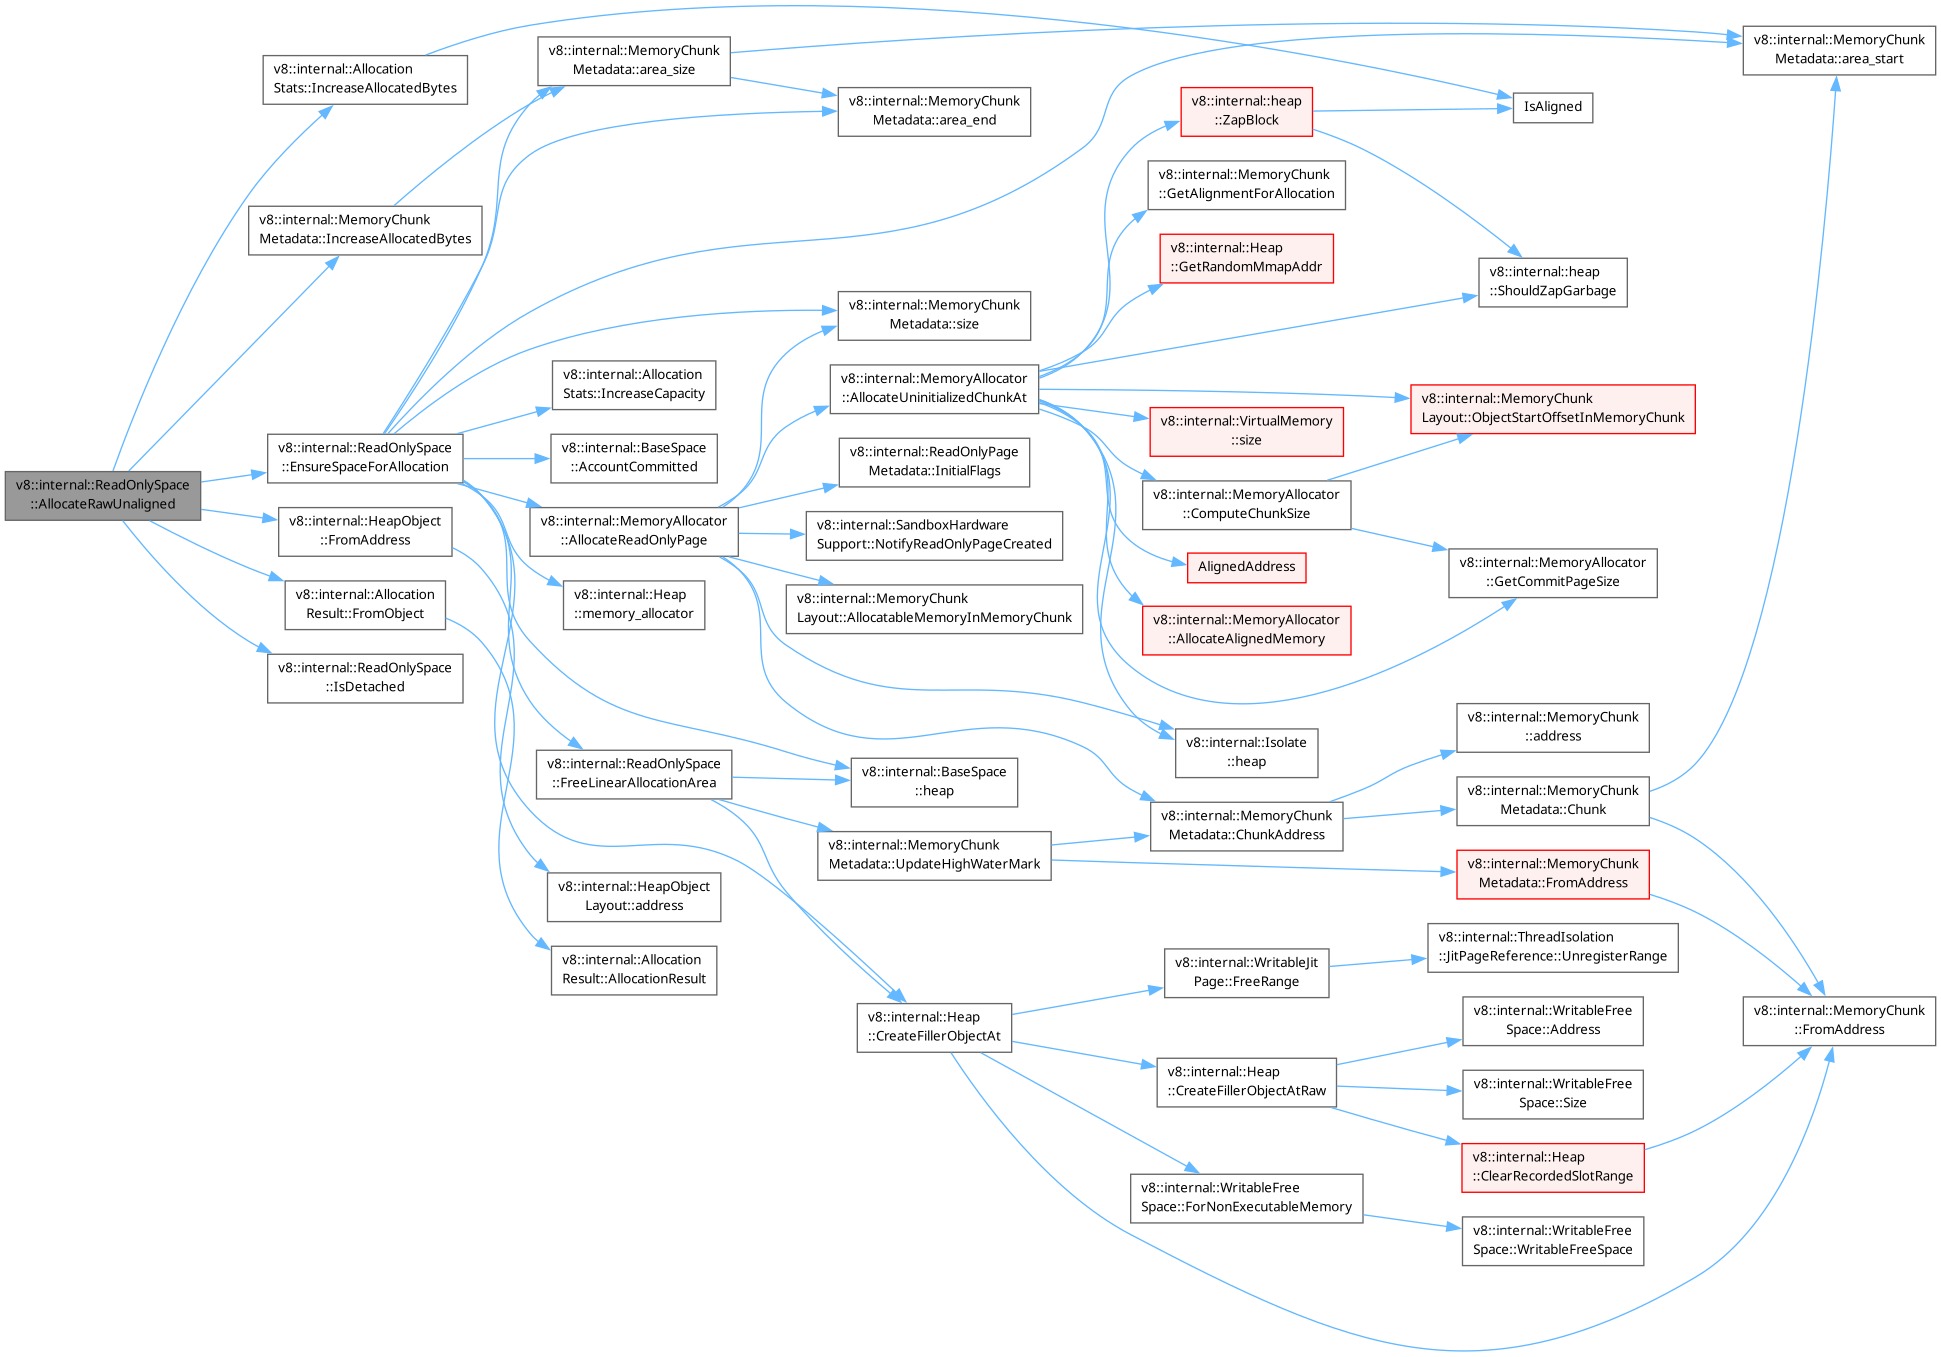 v8::internal::ReadOnlySpace
::AllocateRawUnaligned
v8::internal::Allocation
Stats::IncreaseAllocatedBytes
v8::internal::MemoryChunk
Metadata::IncreaseAllocatedBytes
v8::internal::ReadOnlySpace
::EnsureSpaceForAllocation
v8::internal::HeapObject
::FromAddress
v8::internal::Allocation
Result::FromObject
v8::internal::ReadOnlySpace
::IsDetached
v8::internal::MemoryChunk
Metadata::area_size
v8::internal::Allocation
Stats::IncreaseCapacity
v8::internal::BaseSpace
::AccountCommitted
v8::internal::MemoryAllocator
::AllocateReadOnlyPage
v8::internal::Heap
::memory_allocator
v8::internal::ReadOnlySpace
::FreeLinearAllocationArea
v8::internal::HeapObject
Layout::address
v8::internal::Allocation
Result::AllocationResult
v8::internal::MemoryChunk
Metadata::area_end
v8::internal::MemoryChunk
Metadata::size
v8::internal::MemoryAllocator
::AllocateUninitializedChunkAt
v8::internal::ReadOnlyPage
Metadata::InitialFlags
v8::internal::SandboxHardware
Support::NotifyReadOnlyPageCreated
v8::internal::MemoryChunk
Layout::AllocatableMemoryInMemoryChunk
v8::internal::BaseSpace
::heap
v8::internal::MemoryChunk
Metadata::UpdateHighWaterMark
v8::internal::Heap
::CreateFillerObjectAt
v8::internal::heap
::ZapBlock
v8::internal::MemoryChunk
::GetAlignmentForAllocation
v8::internal::Heap
::GetRandomMmapAddr
v8::internal::VirtualMemory
::size
v8::internal::MemoryAllocator
::ComputeChunkSize
AlignedAddress
v8::internal::MemoryAllocator
::AllocateAlignedMemory
v8::internal::Isolate
::heap
v8::internal::MemoryChunk
Metadata::ChunkAddress
v8::internal::WritableJit
Page::FreeRange
v8::internal::Heap
::CreateFillerObjectAtRaw
v8::internal::WritableFree
Space::ForNonExecutableMemory
IsAligned
v8::internal::heap
::ShouldZapGarbage
v8::internal::MemoryChunk
Layout::ObjectStartOffsetInMemoryChunk
v8::internal::MemoryAllocator
::GetCommitPageSize
v8::internal::MemoryChunk
::address
v8::internal::MemoryChunk
Metadata::Chunk
v8::internal::MemoryChunk
Metadata::FromAddress
v8::internal::ThreadIsolation
::JitPageReference::UnregisterRange
v8::internal::WritableFree
Space::Address
v8::internal::WritableFree
Space::Size
v8::internal::Heap
::ClearRecordedSlotRange
v8::internal::WritableFree
Space::WritableFreeSpace
v8::internal::MemoryChunk
Metadata::area_start
v8::internal::MemoryChunk
::FromAddress